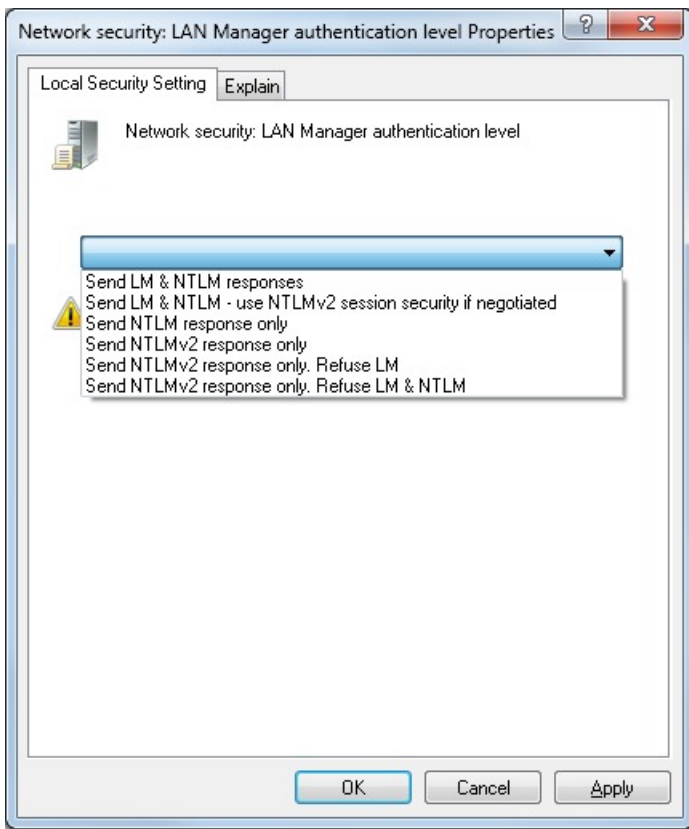 Network security: LAN Manager authentication level Properties
Local Security Setting
Explain
Network security: LAN Manager authentication level
Send LM & NTLM responses
Send LM & NTLM - use NTLMv2 session security if negotiated
Send NTLM response only
Send NTLMv2 response only
Send NTLMv2 response only. Refuse LM
Send NTLMv2 response only. Refuse LM & NTLM
OK
Cancel
Apply